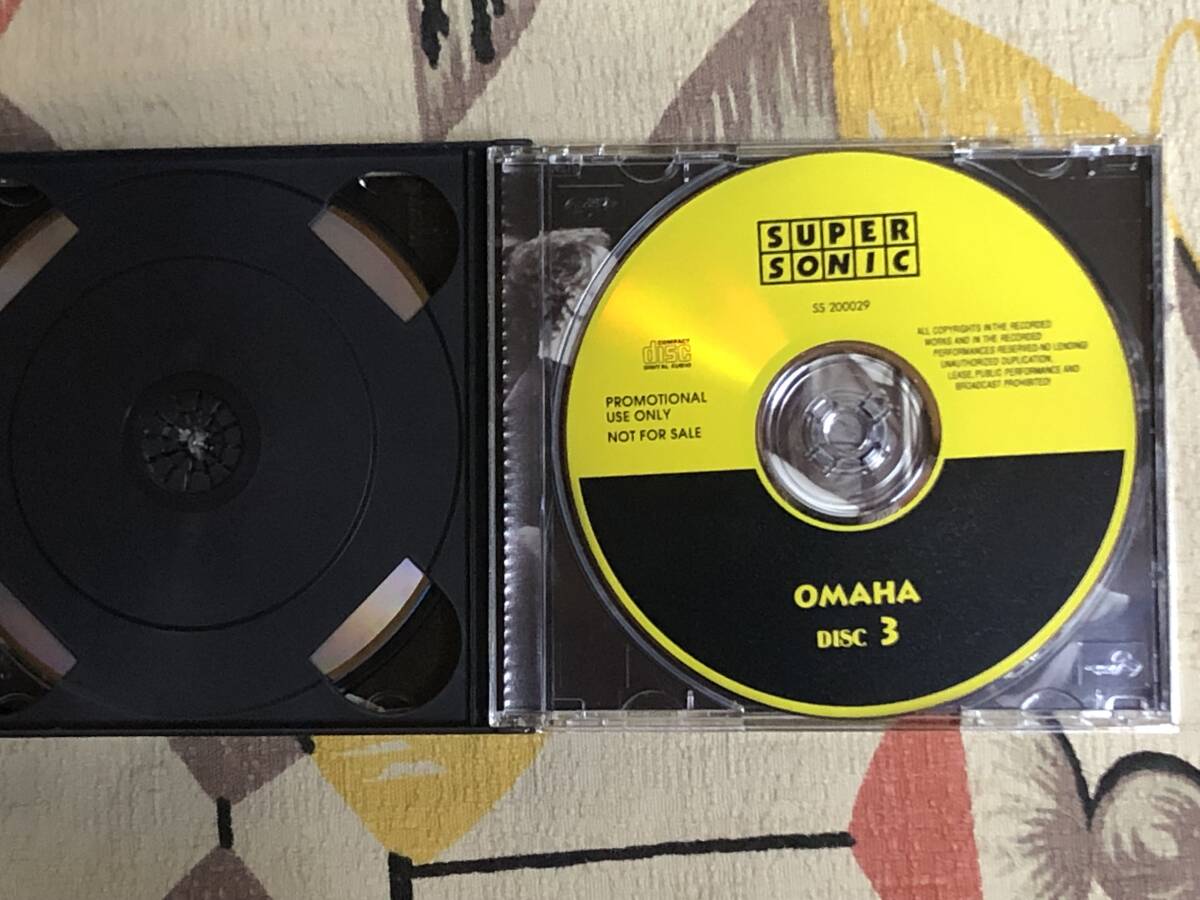 SUPER
SONIC
SS 200029
COMPACT
disc
DIGITAL AUDIO
PROMOTIONAL
USE ONLY
NOT FOR SALE
ALL COPYRIGHTS IN THE RECORDED
WORKS AND IN THE RECORDED
PERFORMANCES RESERVED-NO LENDING!
UNAUTHORIZED DUPLICATION,
LEASE, PUBLIC PERFORMANCE AND
BROADCAST PROHIBITED!
OMAHA
DISC 3